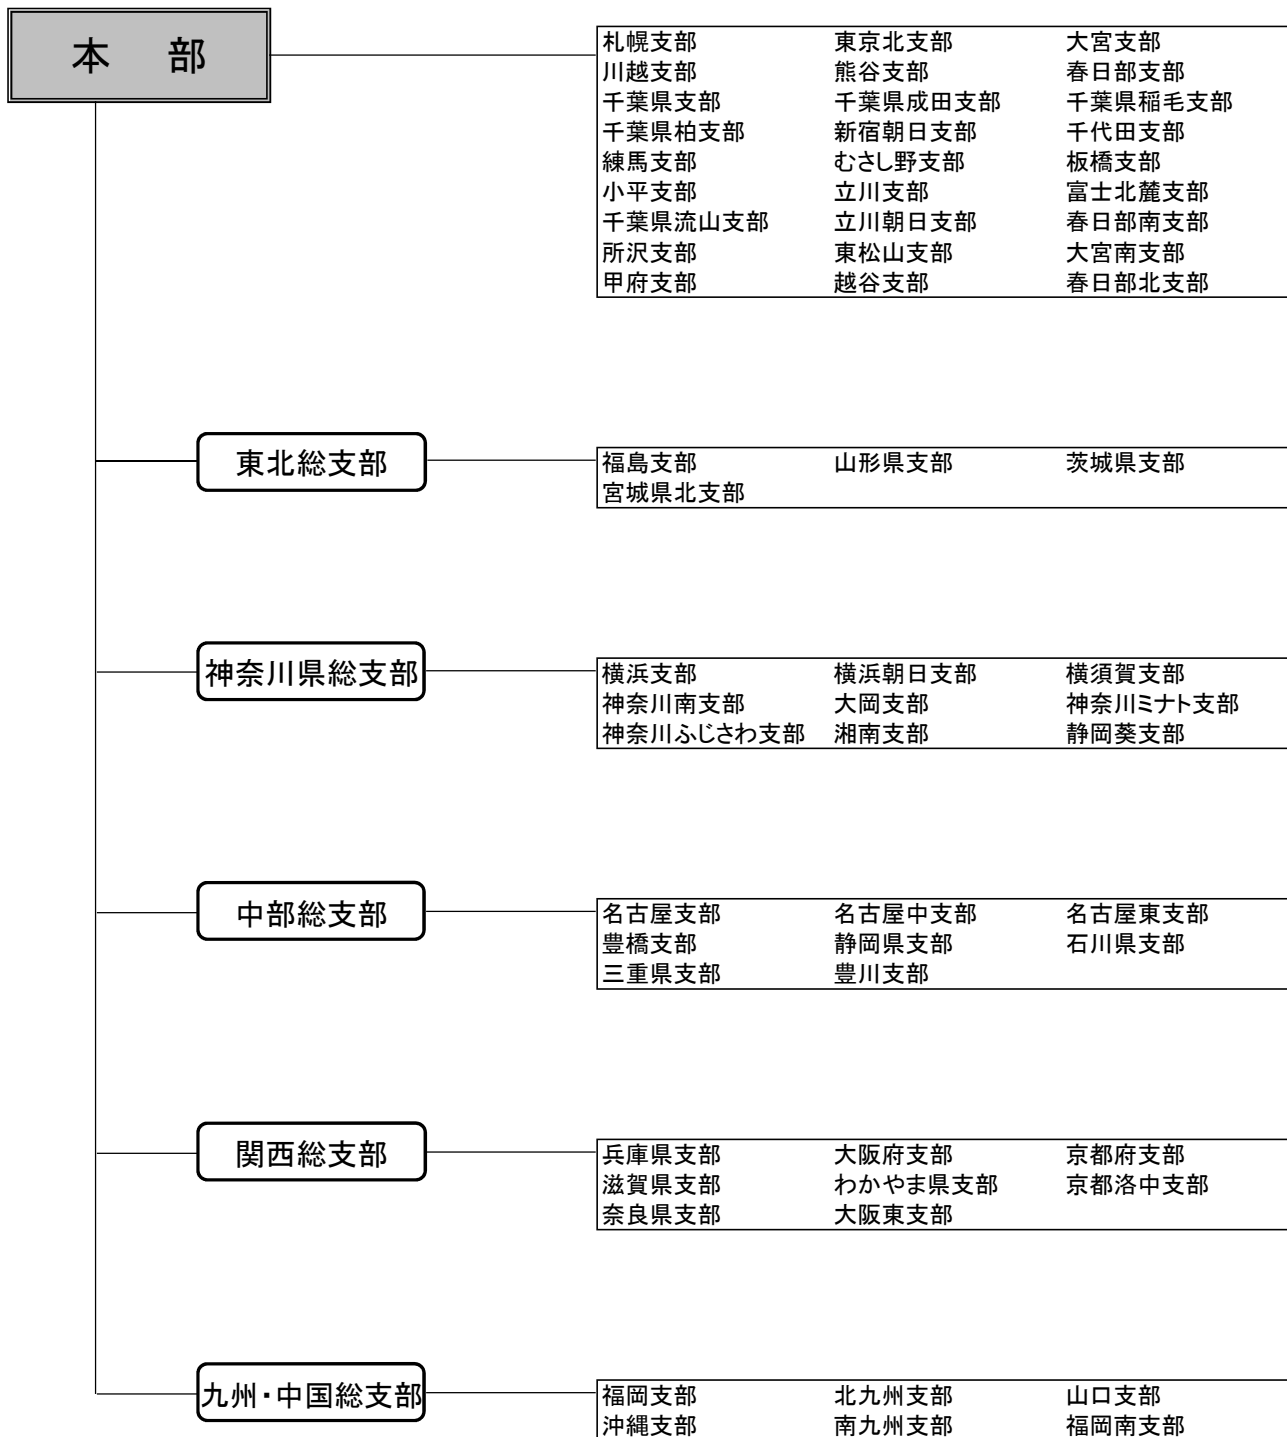 本　部
札幌支部　東京北支部　大宮支部
川越支部　熊谷支部　春日部支部
千葉県支部　千葉県成田支部　千葉県稲毛支部
千葉県柏支部　新宿朝日支部　千代田支部
練馬支部　むさし野支部　板橋支部
小平支部　立川支部　富士北麓支部
千葉県流山支部　立川朝日支部　春日部南支部
所沢支部　東松山支部　大宮南支部
甲府支部　越谷支部　春日部北支部
東北総支部
福島支部　山形県支部　茨城県支部
宮城県北支部
神奈川県総支部
横浜支部　横浜朝日支部　横須賀支部
神奈川南支部　大岡支部　神奈川ミナト支部
神奈川ふじさわ支部　湘南支部　静岡葵支部
中部総支部
名古屋支部　名古屋中支部　名古屋東支部
豊橋支部　静岡県支部　石川県支部
三重県支部　豊川支部
関西総支部
兵庫県支部　大阪府支部　京都府支部
滋賀県支部　わかやま県支部　京都洛中支部
奈良県支部　大阪東支部
九州・中国総支部
福岡支部　北九州支部　山口支部
沖縄支部　南九州支部　福岡南支部